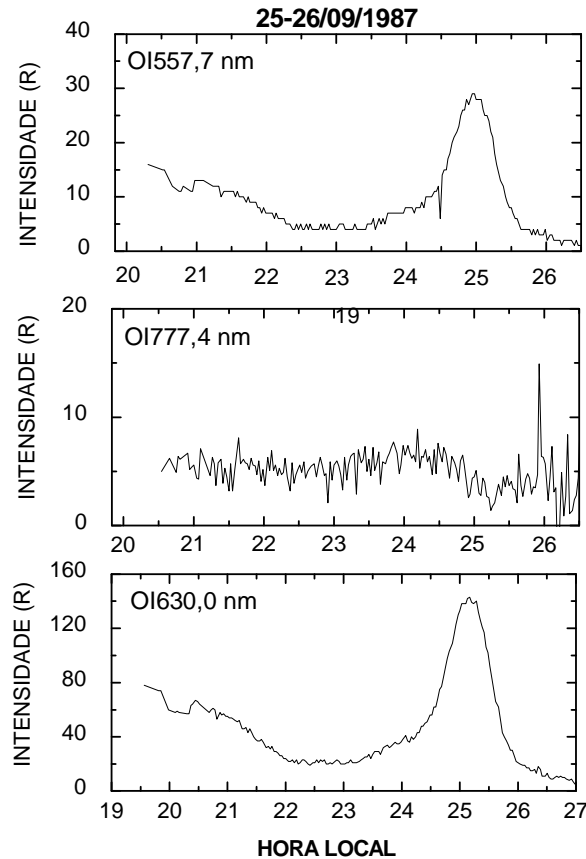 25-26/09/1987
40
30
20
10
0
INTENSIDADE (R)
OI557,7 nm
20 21 22 23 24 25 26
20
10
0
INTENSIDADE (R)
OI777,4 nm
19
20 21 22 23 24 25 26
160
120
80
40
0
INTENSIDADE (R)
OI630,0 nm
19 20 21 22 23 24 25 26 27
HORA LOCAL